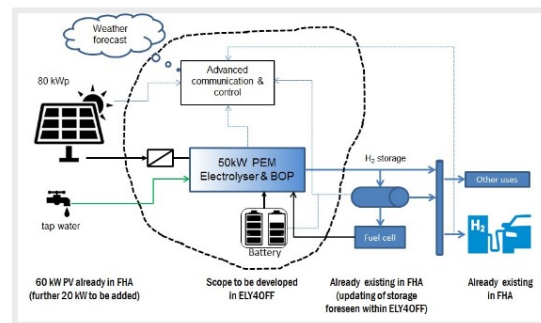 Weather
forecast
80 kWp
Advanced
communication &
control
50kW PEM
Electrolyser & BOP
H₂ storage
Other uses
tap water
Battery
Fuel cell
H₂
60 kW PV already in FHA
(further 20 kW to be added)
Scope to be developed
in ELY4OFF
Already existing in FHA
(updating of storage
foreseen within ELY4OFF)
Already existing
in FHA